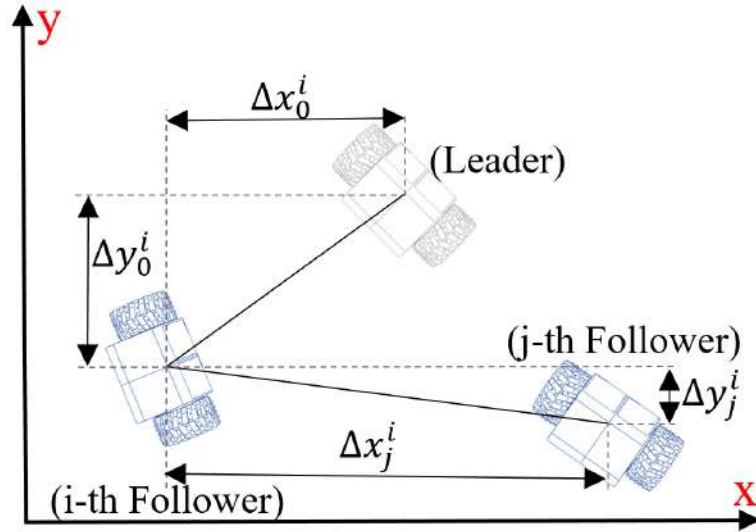 y
Δx₀ⁱ
(Leader)
Δy₀ⁱ
(j-th Follower)
Δyⱼⁱ
Δxⱼⁱ
(i-th Follower)
x